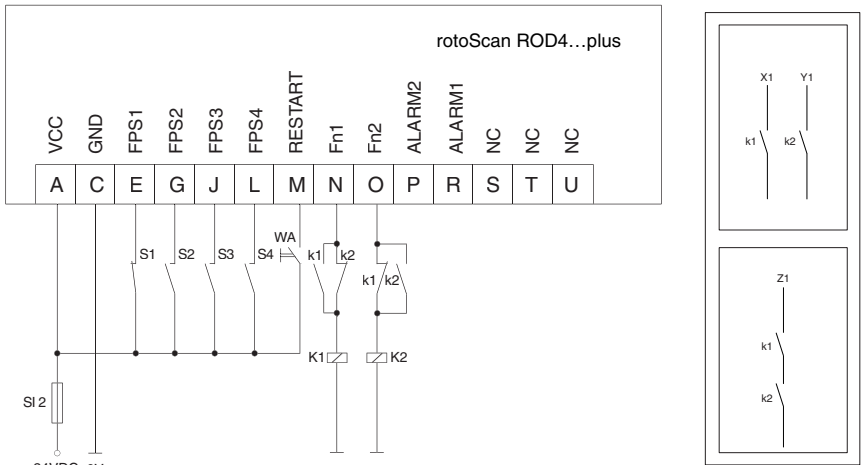 rotoScan ROD4...plus
VCC GND FPS1 FPS2 FPS3 FPS4 RESTART Fn1 Fn2 ALARM2 ALARM1 NC NC NC
A C E G J L M N O P R S T U
S1 S2 S3 S4 WA k1 k2 k1 k2
K1 K2
SI 2
X1 Y1
k1 k2
Z1
k1
k2